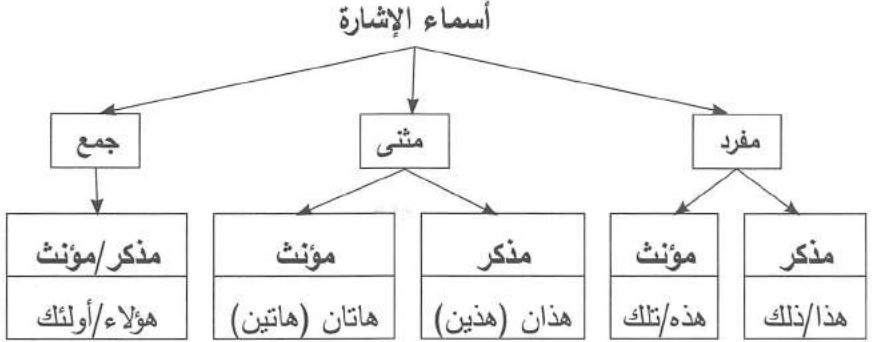 أسماء الإشارة
مفرد
مثنى
جمع
مذكر
مؤنث
مذكر
مؤنث
مذكر/مؤنث
هذا/ذلك
هذه/تلك
هذان (هذين)
هاتان (هاتين)
هؤلاء/أولئك